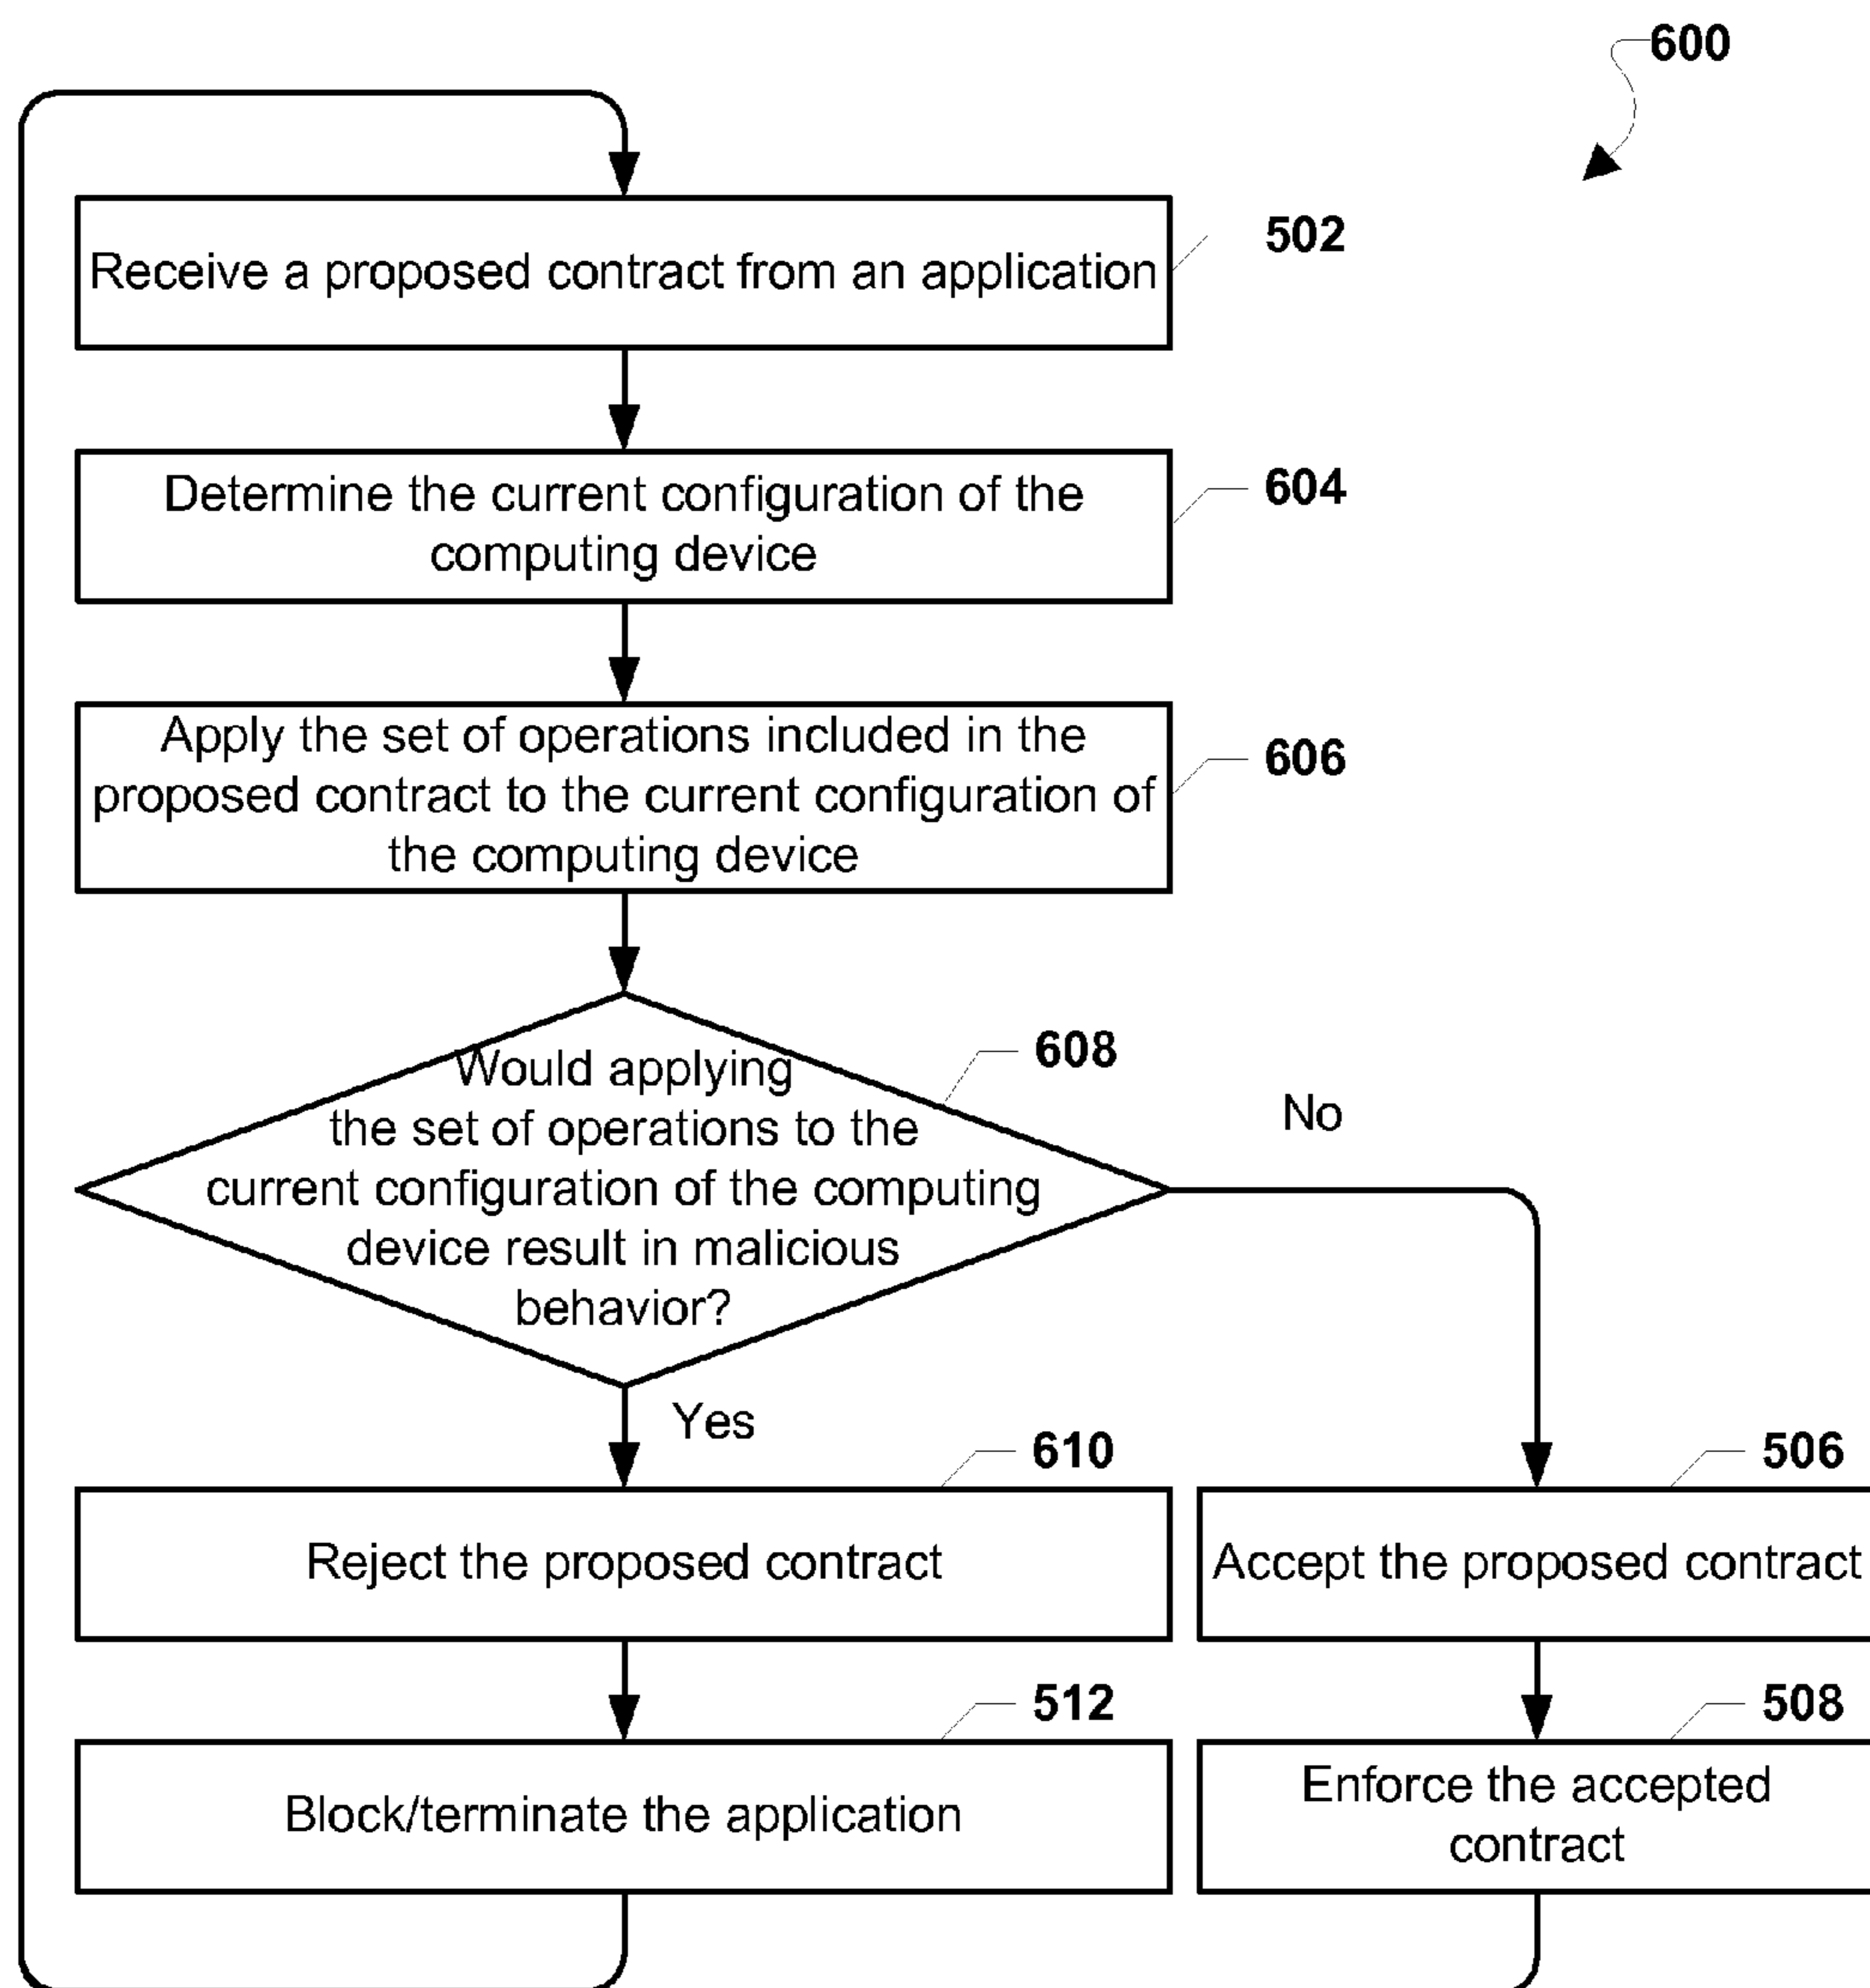 600
Receive a proposed contract from an application
502
Determine the current configuration of the
computing device
604
Apply the set of operations included in the
proposed contract to the current configuration of
the computing device
606
Would applying
the set of operations to the
current configuration of the computing
device result in malicious
behavior?
608
No
Yes
610
Reject the proposed contract
506
Accept the proposed contract
512
Block/terminate the application
508
Enforce the accepted
contract